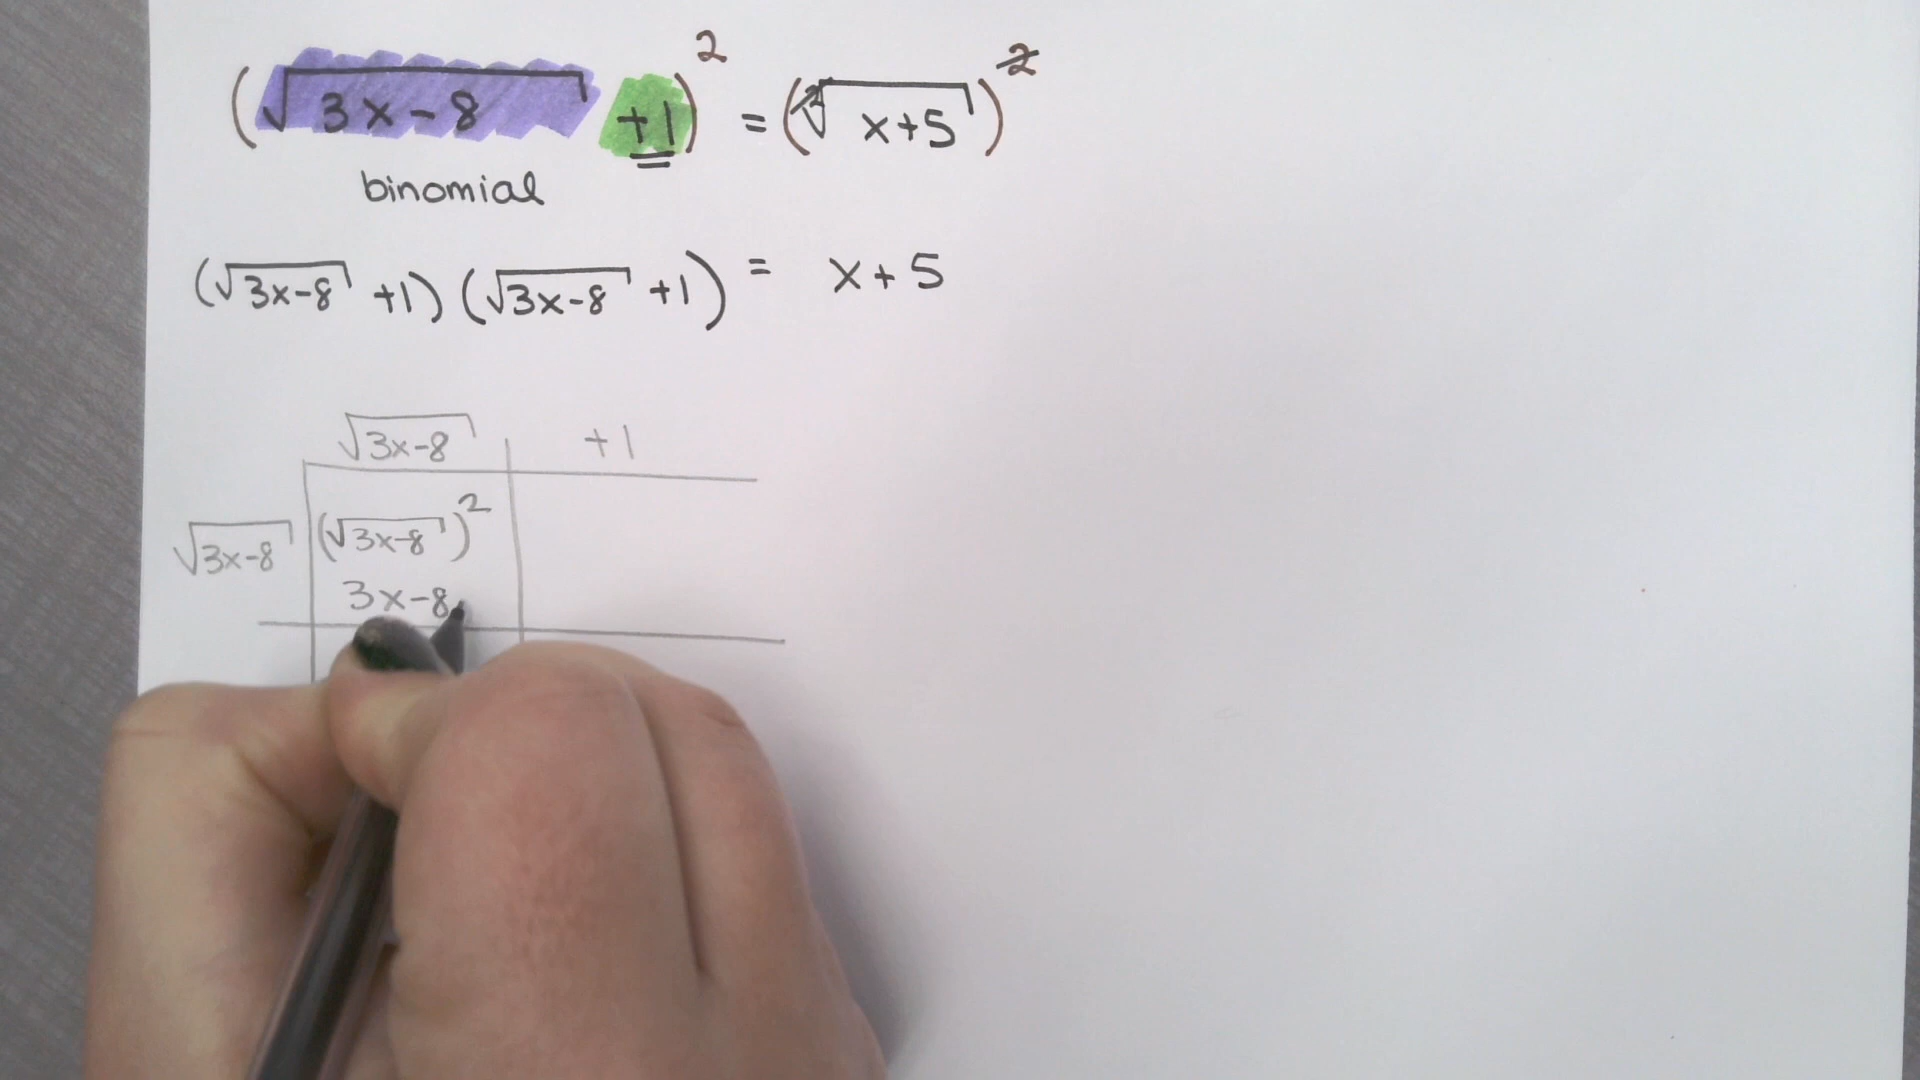 (√3x-8 +1)² = (²√x+5)²
binomial
(√3x-8 +1)(√3x-8 +1) = x+5
√3x-8 +1
√3x-8 (√3x-8)²
3x-8